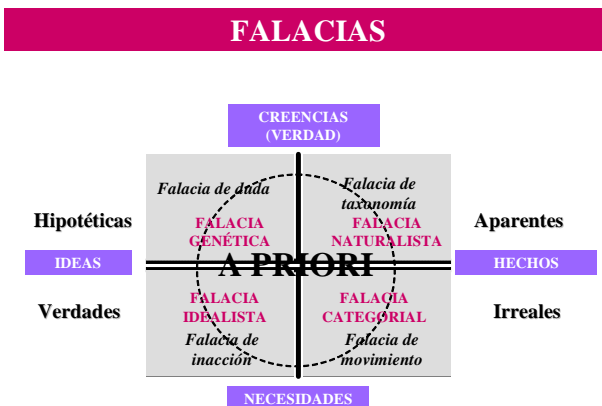 FALACIAS
CREENCIAS
(VERDAD)
Falacia de duda
Falacia de
taxonomía
Hipotéticas
FALACIA
GENÉTICA
FALACIA
NATURALISTA
Aparentes
IDEAS
A PRIORI
HECHOS
Verdades
FALACIA
IDEALISTA
FALACIA
CATEGORIAL
Irreales
Falacia de
inacción
Falacia de
movimiento
NECESIDADES